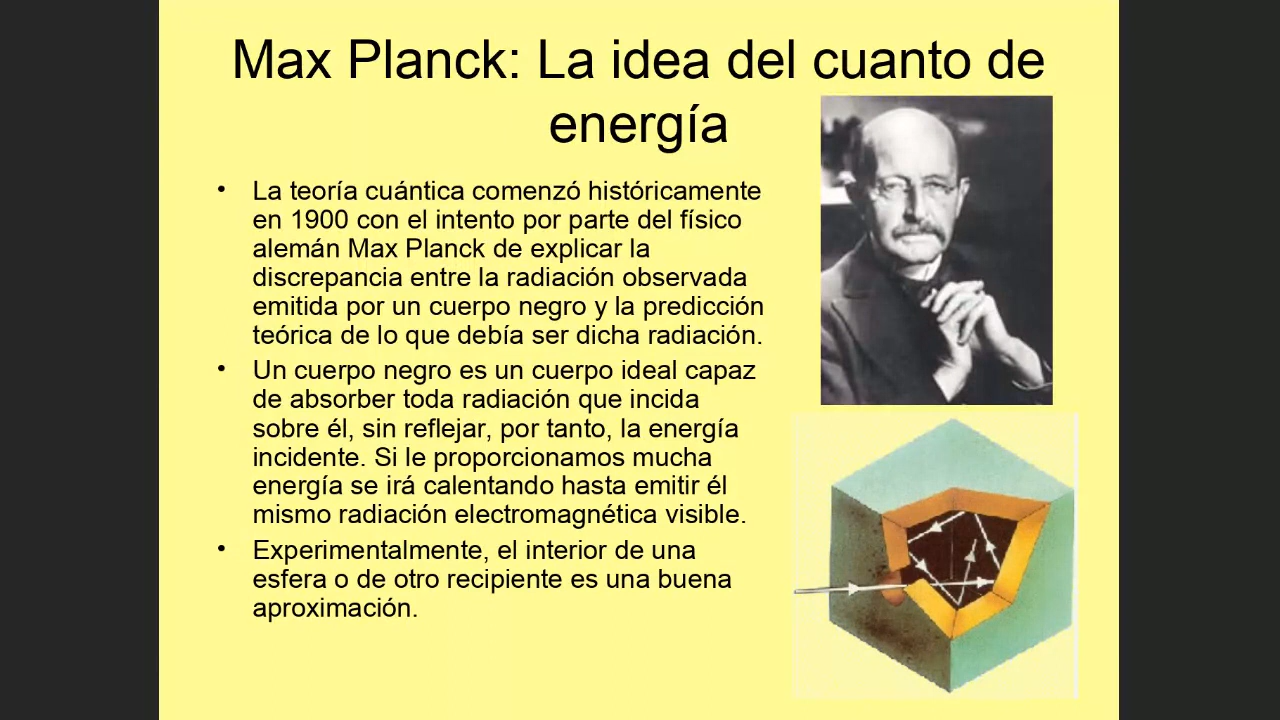 Max Planck: La idea del cuanto de
energía
• La teoría cuántica comenzó históricamente
en 1900 con el intento por parte del físico
alemán Max Planck de explicar la
discrepancia entre la radiación observada
emitida por un cuerpo negro y la predicción
teórica de lo que debía ser dicha radiación.
• Un cuerpo negro es un cuerpo ideal capaz
de absorber toda radiación que incida
sobre él, sin reflejar, por tanto, la energía
incidente. Si le proporcionamos mucha
energía se irá calentando hasta emitir él
mismo radiación electromagnética visible.
• Experimentalmente, el interior de una
esfera o de otro recipiente es una buena
aproximación.